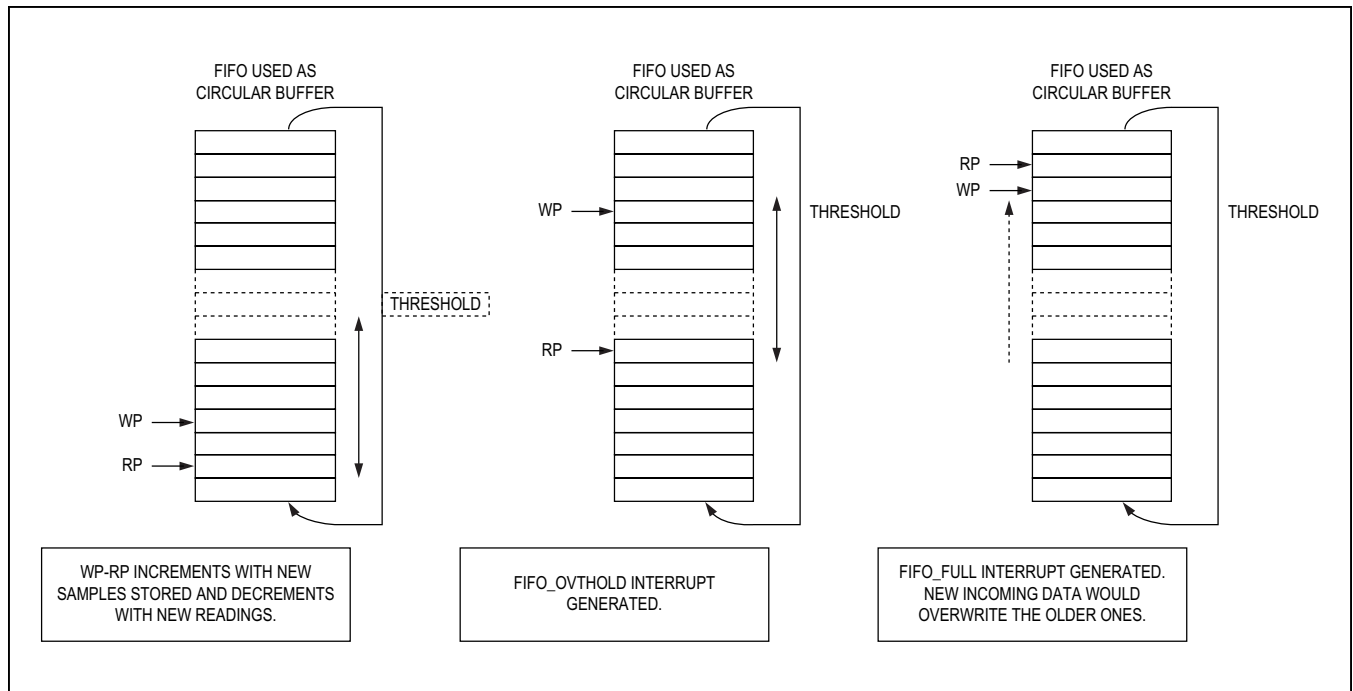 FIFO USED AS
CIRCULAR BUFFER
THRESHOLD
WP
RP
WP-RP INCREMENTS WITH NEW
SAMPLES STORED AND DECREMENTS
WITH NEW READINGS.
FIFO USED AS
CIRCULAR BUFFER
WP
THRESHOLD
RP
FIFO_OVTHOLD INTERRUPT
GENERATED.
FIFO USED AS
CIRCULAR BUFFER
RP
WP
THRESHOLD
FIFO_FULL INTERRUPT GENERATED.
NEW INCOMING DATA WOULD
OVERWRITE THE OLDER ONES.